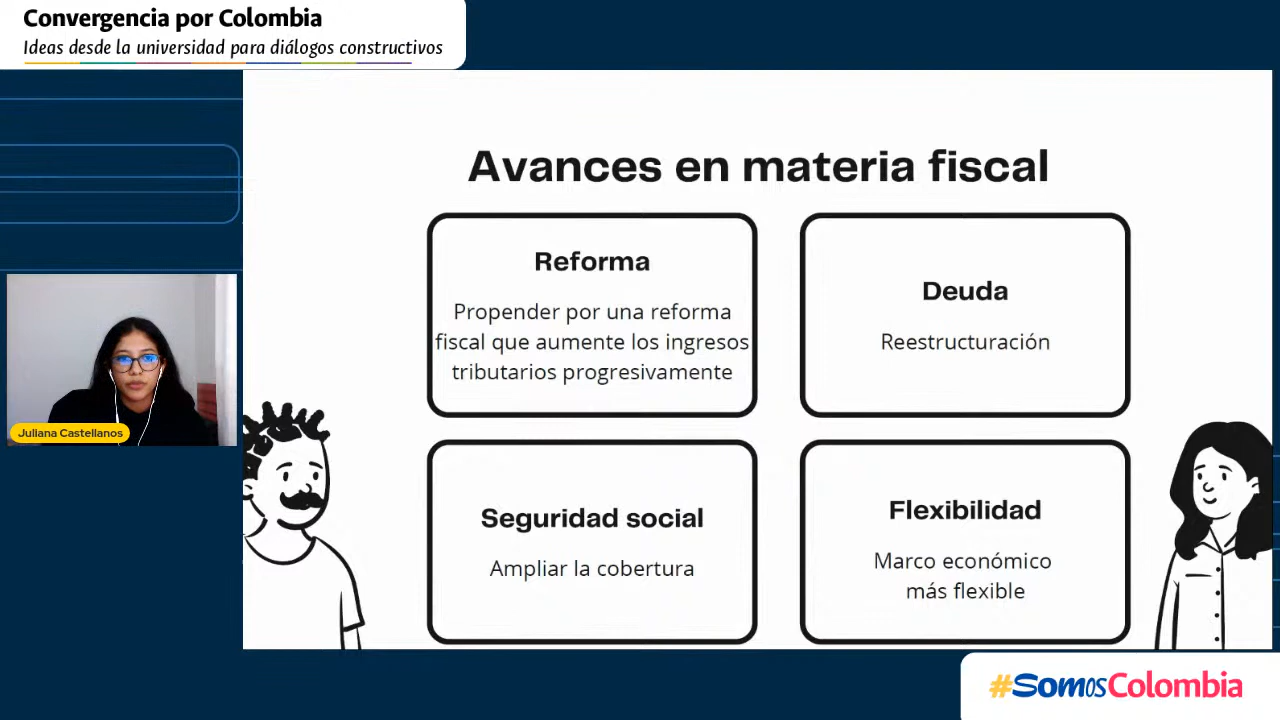 Convergencia por Colombia
Ideas desde la universidad para diálogos constructivos
Avances en materia fiscal
Reforma
Propender por una reforma
fiscal que aumente los ingresos
tributarios progresivamente
Deuda
Reestructuración
Juliana Castellanos
Seguridad social
Ampliar la cobertura
Flexibilidad
Marco económico
más flexible
#SomosColombia